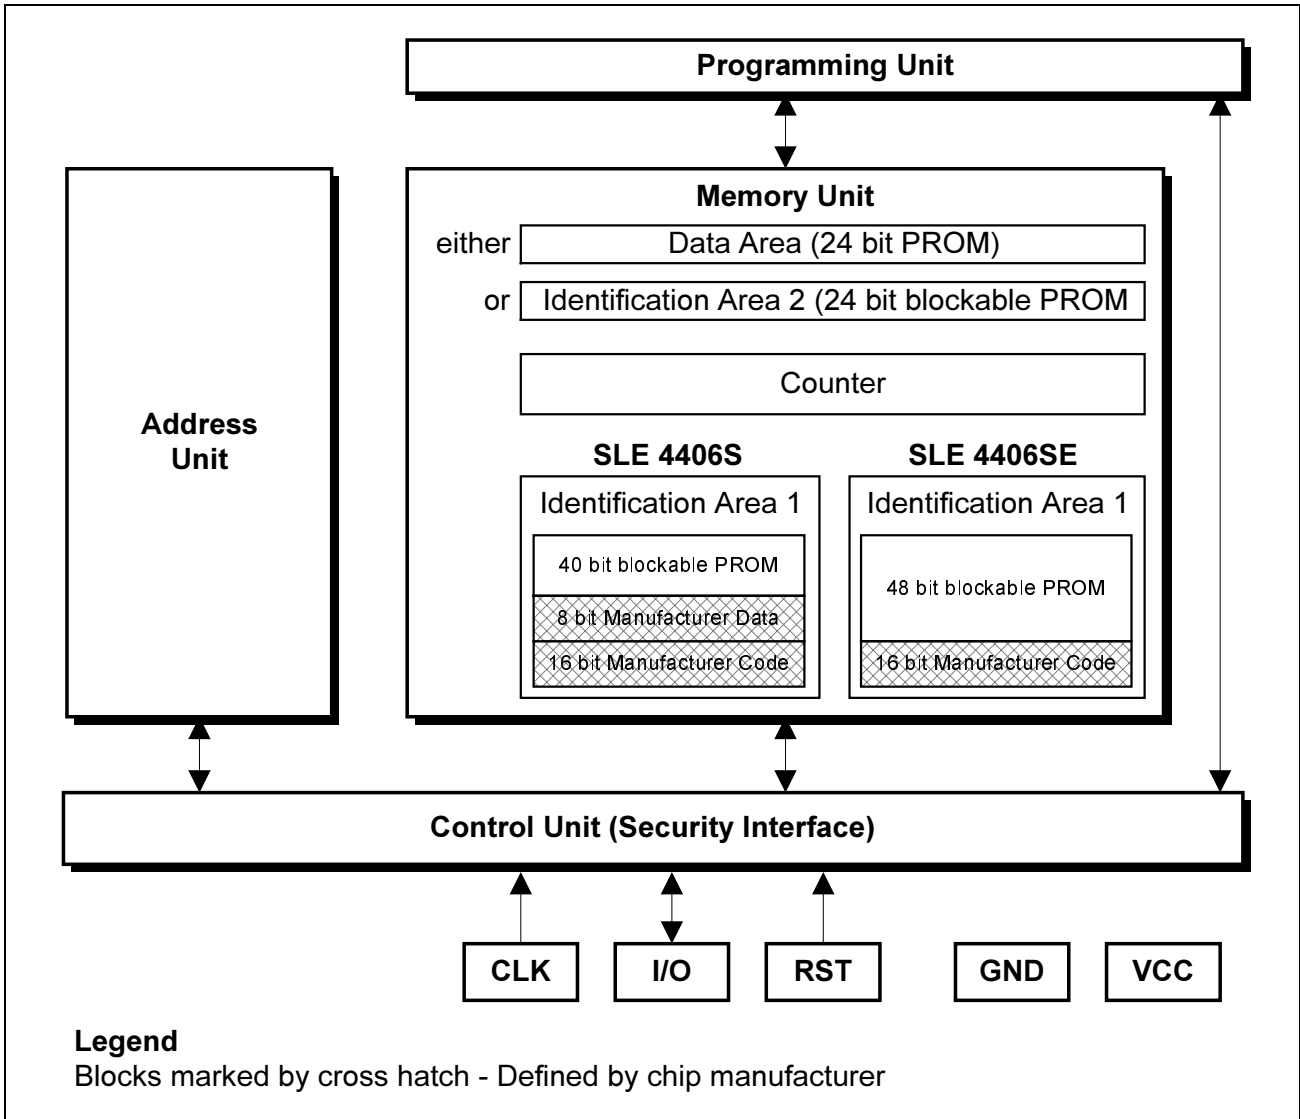 Programming Unit
Memory Unit
either Data Area (24 bit PROM)
or Identification Area 2 (24 bit blockable PROM
Counter
Address
Unit
SLE 4406S
Identification Area 1
40 bit blockable PROM
8 bit Manufacturer Data
16 bit Manufacturer Code
SLE 4406SE
Identification Area 1
48 bit blockable PROM
16 bit Manufacturer Code
Control Unit (Security Interface)
CLK I/O RST GND VCC
Legend
Blocks marked by cross hatch - Defined by chip manufacturer